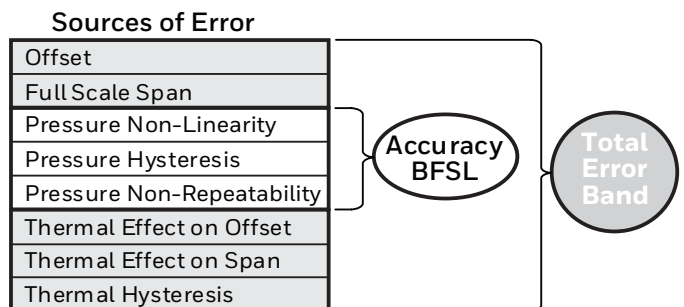 Sources of Error
Offset
Full Scale Span
Pressure Non-Linearity
Pressure Hysteresis
Pressure Non-Repeatability
Thermal Effect on Offset
Thermal Effect on Span
Thermal Hysteresis
Accuracy
BFSL
Total
Error
Band